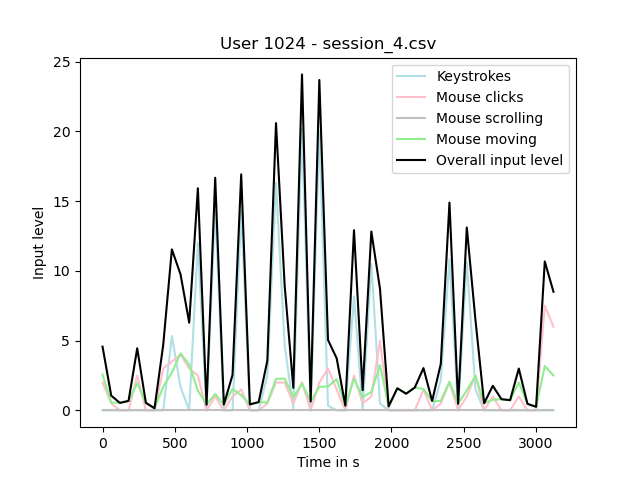 User 1024 - session_4.csv
25
20
15
10
5
0
Input level
Keystrokes
Mouse clicks
Mouse scrolling
Mouse moving
Overall input level
0 500 1000 1500 2000 2500 3000
Time in s